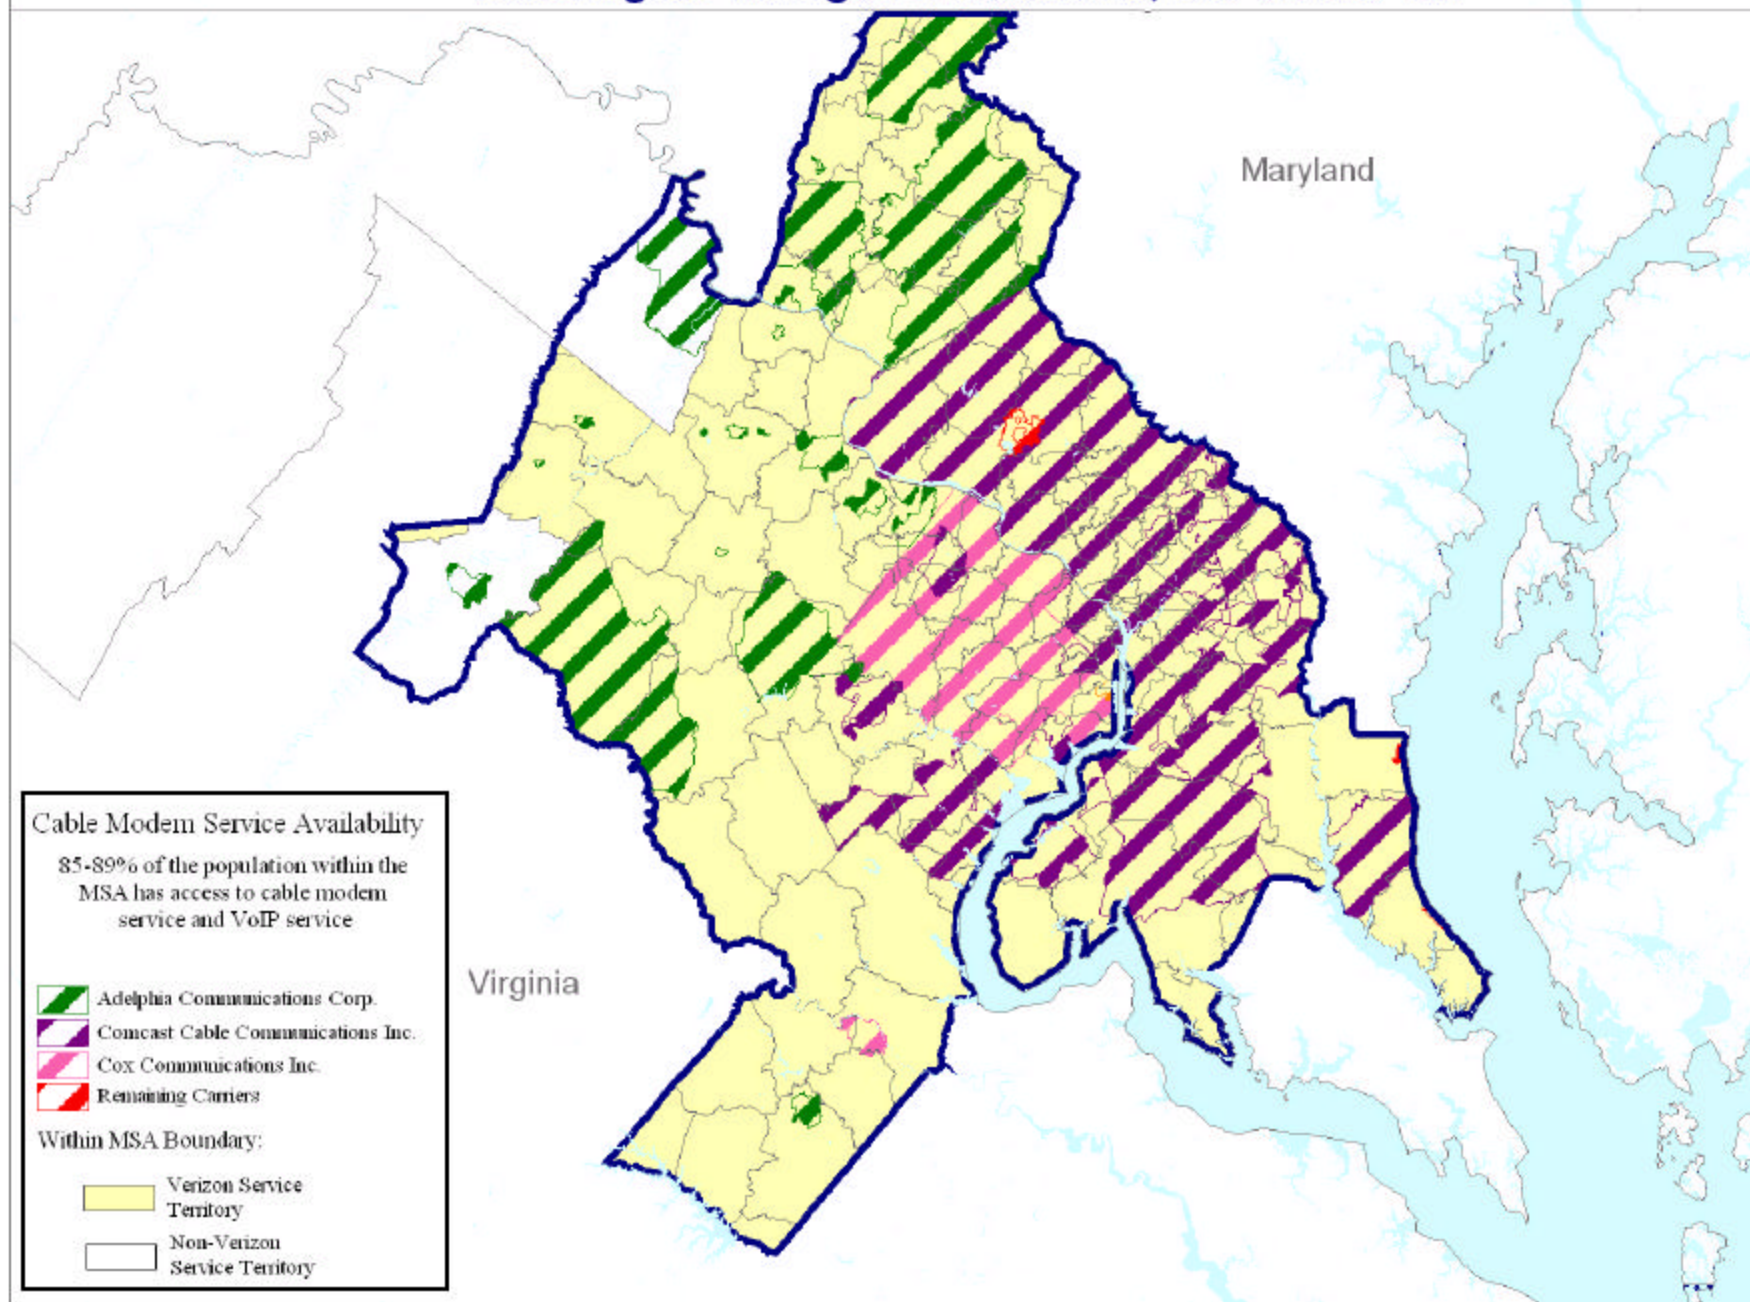 Maryland
Virginia
Cable Modem Service Availability
85-89% of the population within the
MSA has access to cable modem
service and VoIP service
Adelphia Communications Corp.
Comcast Cable Communications Inc.
Cox Communications Inc.
Remaining Carriers
Within MSA Boundary:
Verizon Service
Territory
Non-Verizon
Service Territory